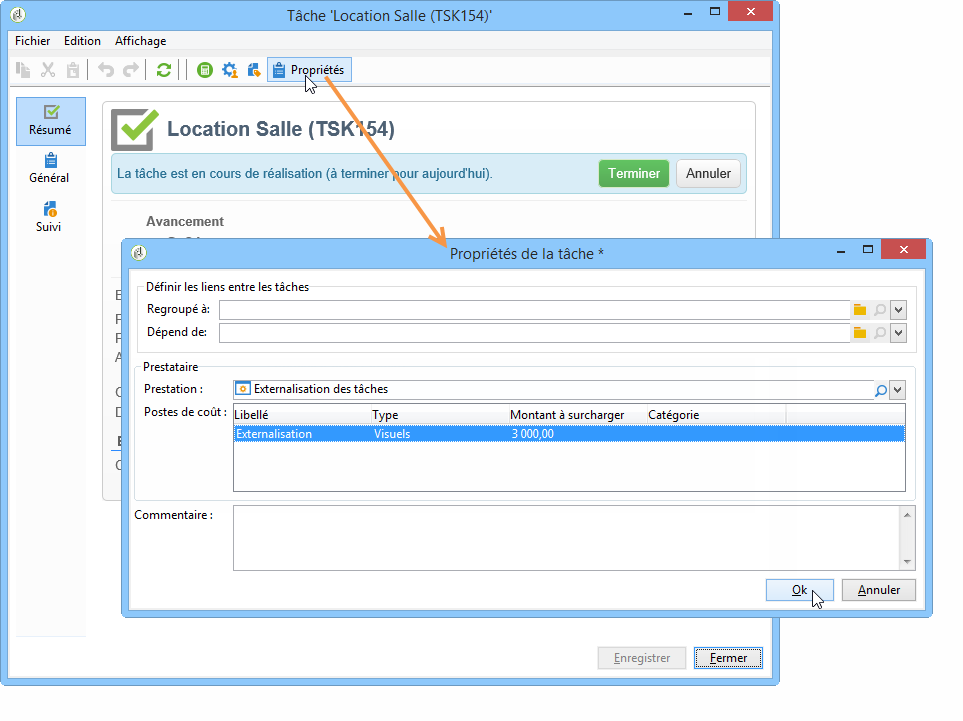 Tâche 'Location Salle (TSK154)'
Fichier Edition Affichage
Propriétés
Résumé
Général
Suivi
Location Salle (TSK154)
La tâche est en cours de réalisation (à terminer pour aujourd'hui).
Terminer Annuler
Avancement
Propriétés de la tâche *
Définir les liens entre les tâches
Regroupé à:
Dépend de:
Prestataire
Prestation : Externalisation des tâches
Postes de coût : Libellé Type Montant à surcharger Catégorie
Externalisation Visuels 3 000,00
Commentaire :
Ok Annuler
Enregistrer Fermer